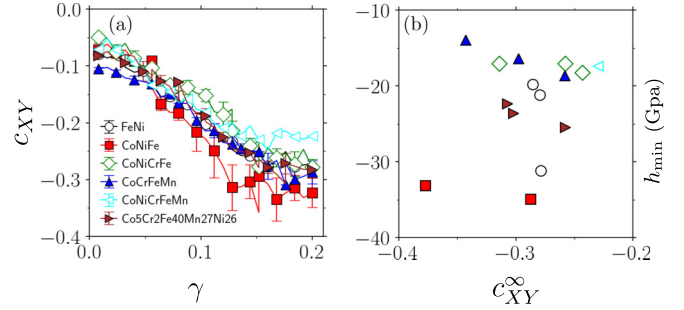 (a)
0.0
−0.1
−0.2
−0.3
−0.4
c_XY
FeNi
CoNiFe
CoNiCrFe
CoCrFeMn
CoNiCrFeMn
Co5Cr2Fe40Mn27Ni26
0.0 0.1 0.2
γ
(b)
−10
−20
−30
−40
h_min (Gpa)
−0.4 −0.3 −0.2
c^∞_XY